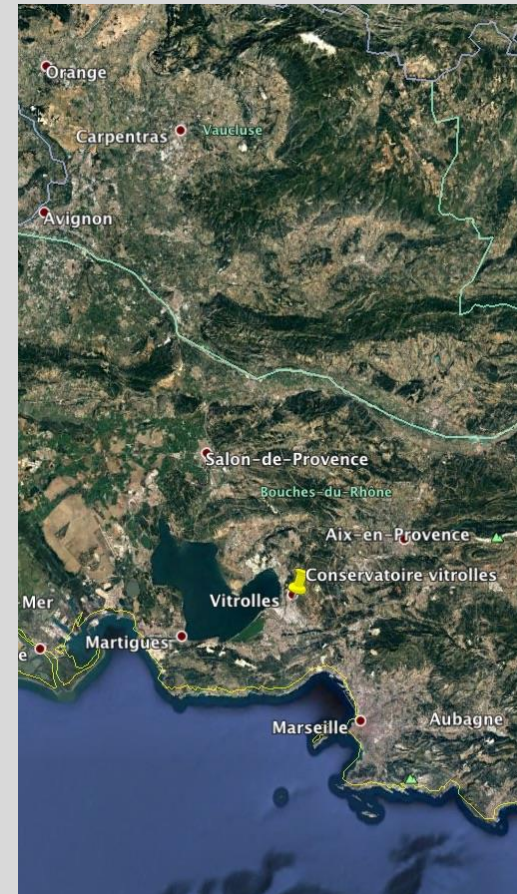 Orange
Carpentras
Vaucluse
Avignon
Salon-de-Provence
Bouches-du-Rhône
Aix-en-Provence
Conservatoire vitrolles
Mer
Vitrolles
Martigues
e
Marseille
Aubagne